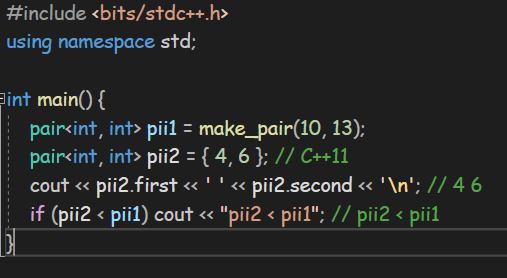 #include <bits/stdc++.h>
using namespace std;
int main() {
pair<int, int> pii1 = make_pair(10, 13);
pair<int, int> pii2 = { 4, 6 }; // C++11
cout << pii2.first << ' ' << pii2.second << '\n'; // 4 6
if (pii2 < pii1) cout << "pii2 < pii1"; // pii2 < pii1
}